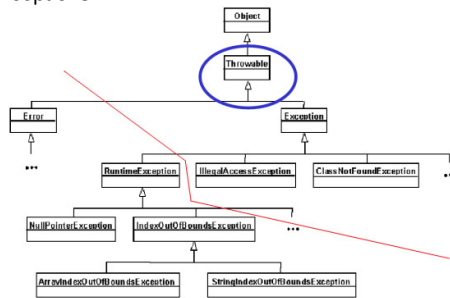 Object
Throwable
Error
Exception
...
RuntimeException
IllegalAccessException
ClassNotFoundException
...
NullPointerException
IndexOutOfBoundsException
...
ArrayIndexOutOfBoundsException
StringIndexOutOfBoundsException